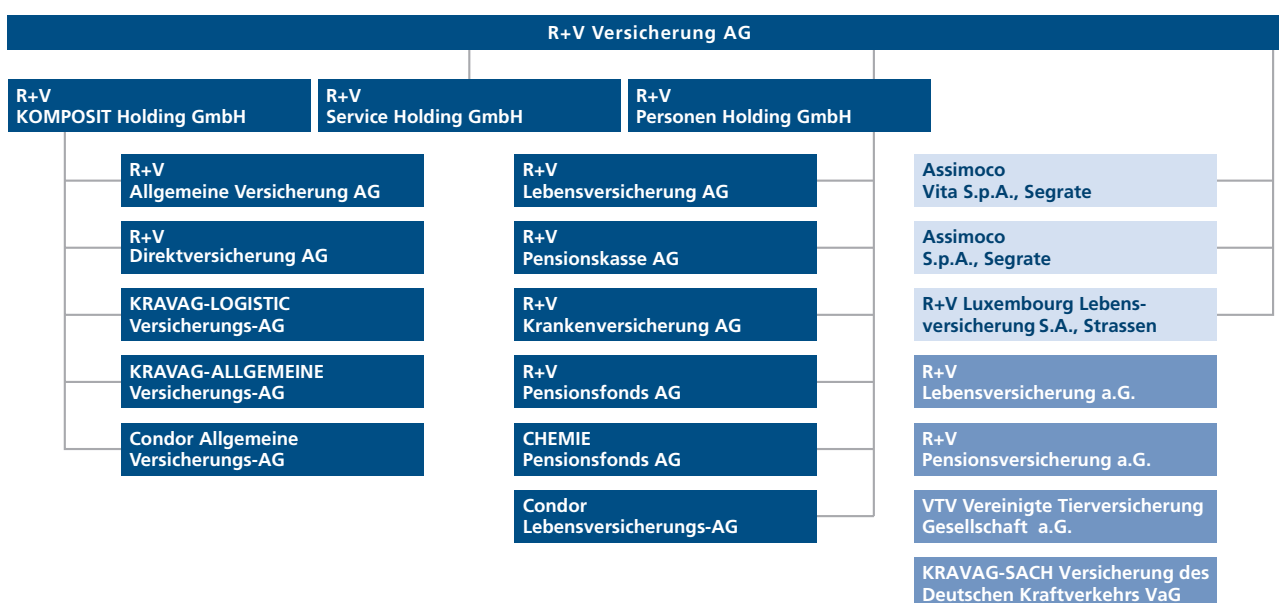 R+V Versicherung AG
R+V
KOMPOSIT Holding GmbH
R+V
Service Holding GmbH
R+V
Personen Holding GmbH
R+V
Allgemeine Versicherung AG
R+V
Direktversicherung AG
KRAVAG-LOGISTIC
Versicherungs-AG
KRAVAG-ALLGEMEINE
Versicherungs-AG
Condor Allgemeine
Versicherungs-AG
R+V
Lebensversicherung AG
R+V
Pensionskasse AG
R+V
Krankenversicherung AG
R+V
Pensionsfonds AG
CHEMIE
Pensionsfonds AG
Condor
Lebensversicherungs-AG
Assimoco
Vita S.p.A., Segrate
Assimoco
S.p.A., Segrate
R+V Luxembourg Lebens-
versicherung S.A., Strassen
R+V
Lebensversicherung a.G.
R+V
Pensionsversicherung a.G.
VTV Vereinigte Tierversicherung
Gesellschaft a.G.
KRAVAG-SACH Versicherung des
Deutschen Kraftverkehrs VaG